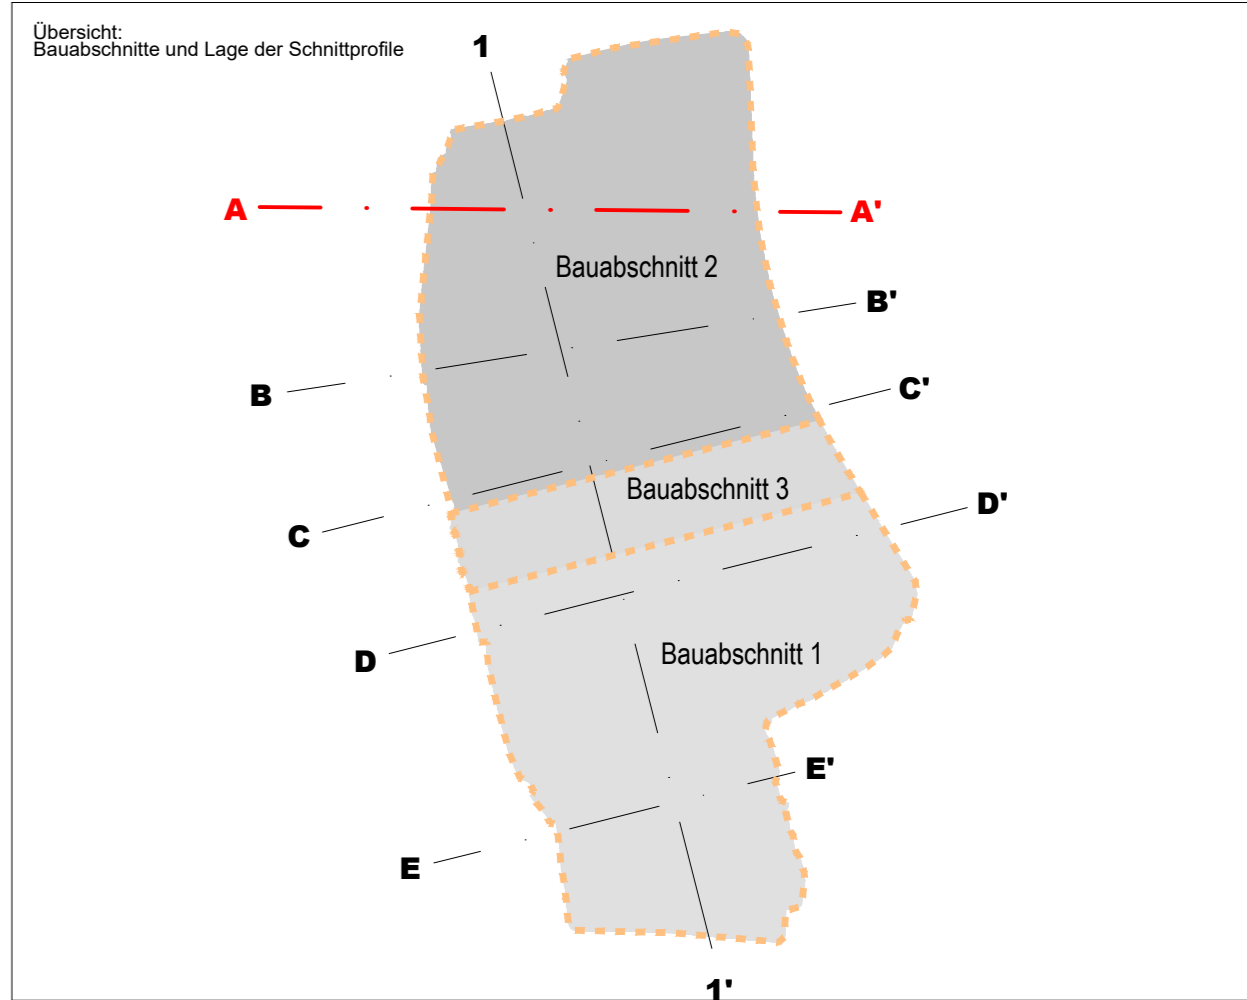 Übersicht:
Bauabschnitte und Lage der Schnittprofile
1
A
A'
Bauabschnitt 2
B'
B
C'
Bauabschnitt 3
D'
C
D
Bauabschnitt 1
E'
E
1'